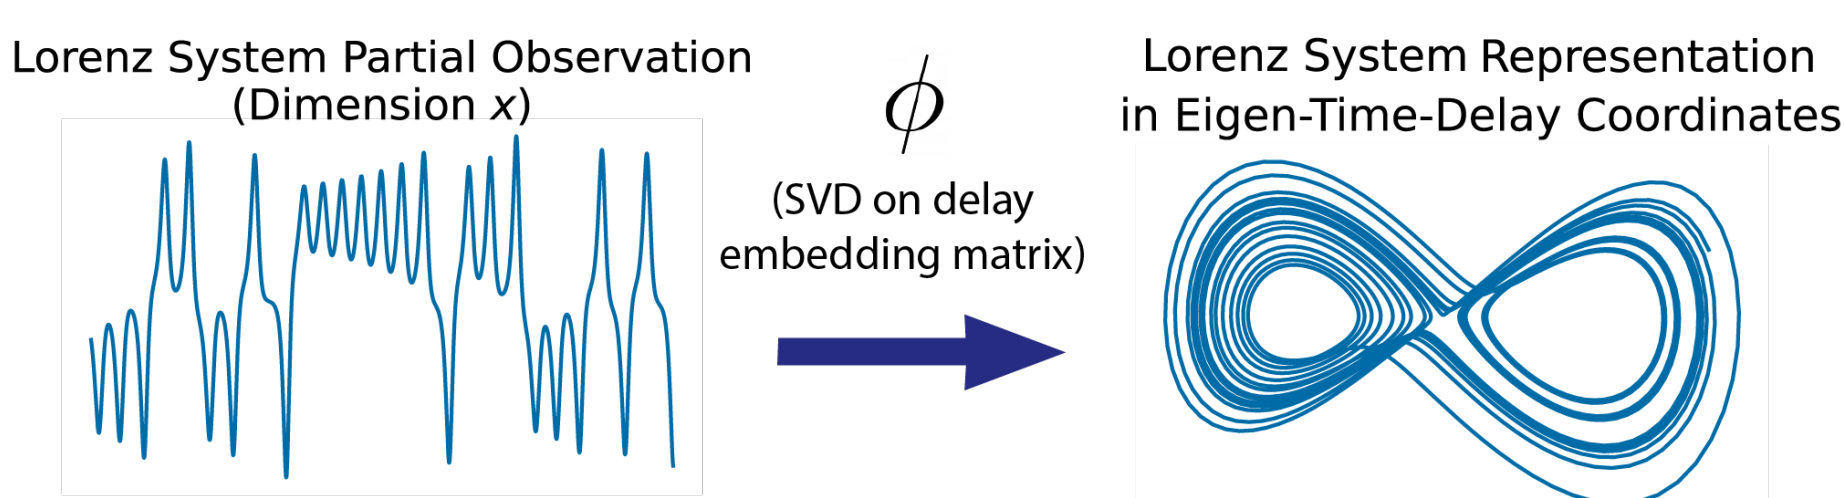 Lorenz System Partial Observation
(Dimension x)
ϕ
(SVD on delay
embedding matrix)
Lorenz System Representation
in Eigen-Time-Delay Coordinates